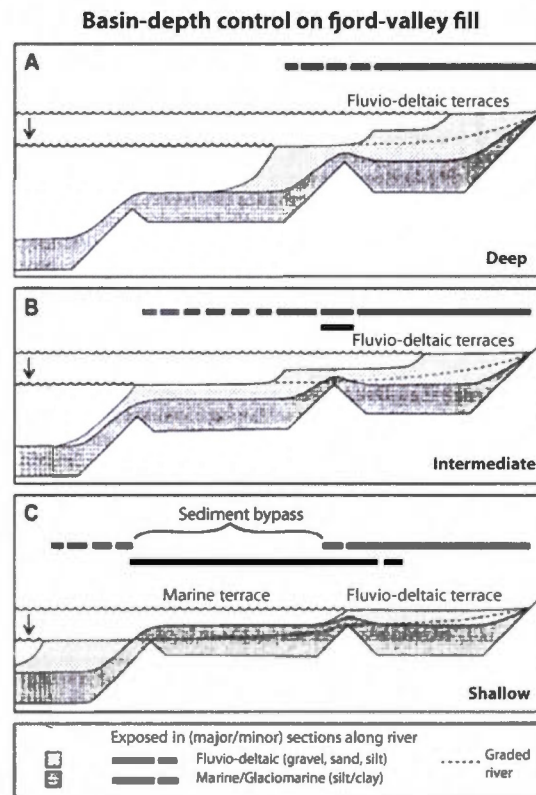 Basin-depth control on fjord-valley fill
A
Fluvio-deltaic terraces
Deep
B
Fluvio-deltaic terraces
Intermediate
C
Sediment bypass
Marine terrace
Fluvio-deltaic terrace
Shallow
Exposed in (major/minor) sections along river
Fluvio-deltaic (gravel, sand, silt)
Graded river
Marine/Glaciomarine (silt/clay)